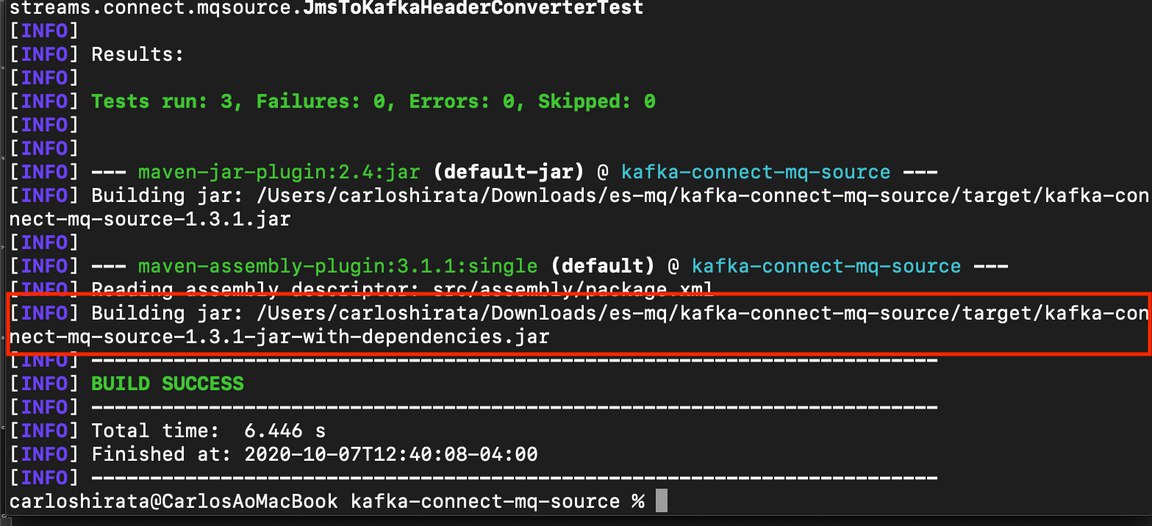 streams.connect.mqsource.JmsToKafkaHeaderConverterTest
[INFO]
[INFO] Results:
[INFO]
[INFO] Tests run: 3, Failures: 0, Errors: 0, Skipped: 0
[INFO]
[INFO]
[INFO] --- maven-jar-plugin:2.4:jar (default-jar) @ kafka-connect-mq-source ---
[INFO] Building jar: /Users/carloshirata/Downloads/es-mq/kafka-connect-mq-source/target/kafka-con
nect-mq-source-1.3.1.jar
[INFO]
[INFO] --- maven-assembly-plugin:3.1.1:single (default) @ kafka-connect-mq-source ---
[INFO] Reading assembly descriptor: src/assembly/package.xml
[INFO] Building jar: /Users/carloshirata/Downloads/es-mq/kafka-connect-mq-source/target/kafka-con
nect-mq-source-1.3.1-jar-with-dependencies.jar
[INFO] ------------------------------------------------------------------------
[INFO] BUILD SUCCESS
[INFO] ------------------------------------------------------------------------
[INFO] Total time:  6.446 s
[INFO] Finished at: 2020-10-07T12:40:08-04:00
[INFO] ------------------------------------------------------------------------
carloshirata@CarlosAoMacBook kafka-connect-mq-source %